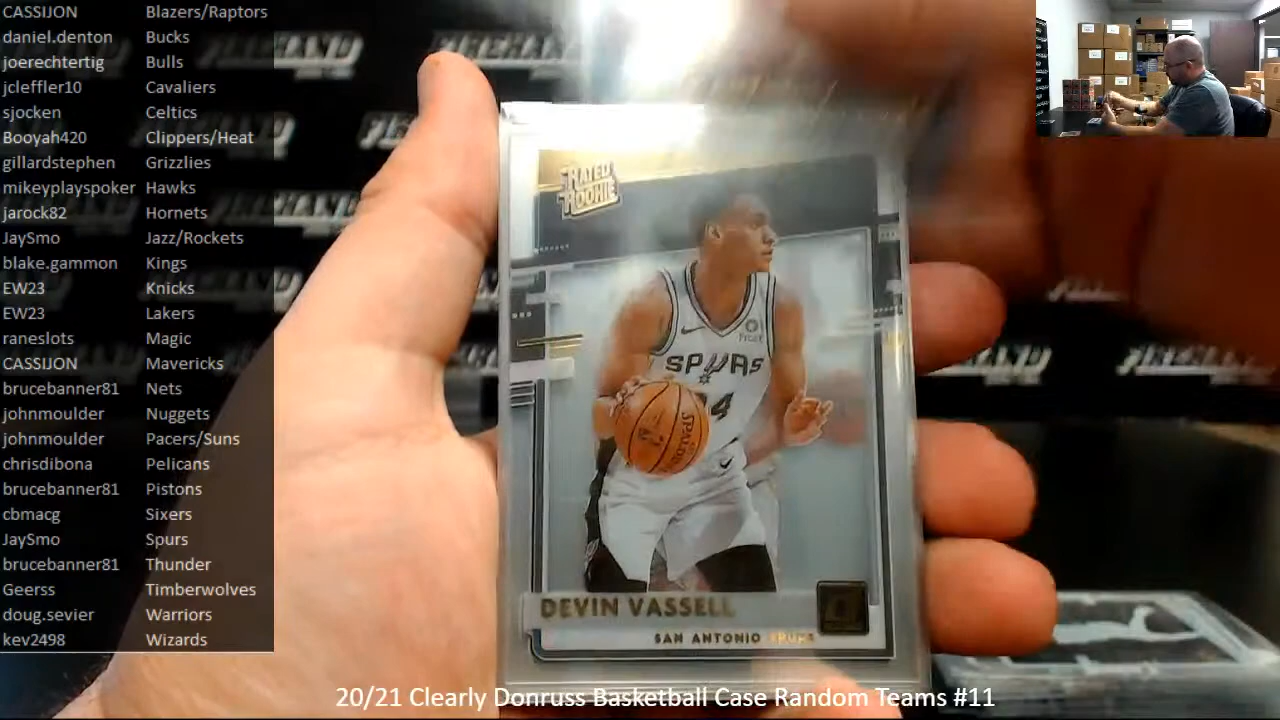 CASSIJON Blazers/Raptors
daniel.denton Bucks
joerechtertig Bulls
jcleffler10 Cavaliers
sjocken Celtics
Booyah420 Clippers/Heat
gillardstephen Grizzlies
mikeyplayspoker Hawks
jarock82 Hornets
JaySmo Jazz/Rockets
blake.gammon Kings
EW23 Knicks
EW23 Lakers
raneslots Magic
CASSIJON Mavericks
brucebanner81 Nets
johnmoulder Nuggets
johnmoulder Pacers/Suns
chrisdibona Pelicans
brucebanner81 Pistons
cbmacg Sixers
JaySmo Spurs
brucebanner81 Thunder
Geerss Timberwolves
doug.sevier Warriors
kev2498 Wizards
RATED
ROOKIE
SPURS
24
SPALDING
DEVIN VASSELL
SAN ANTONIO SPURS
20/21 Clearly Donruss Basketball Case Random Teams #11